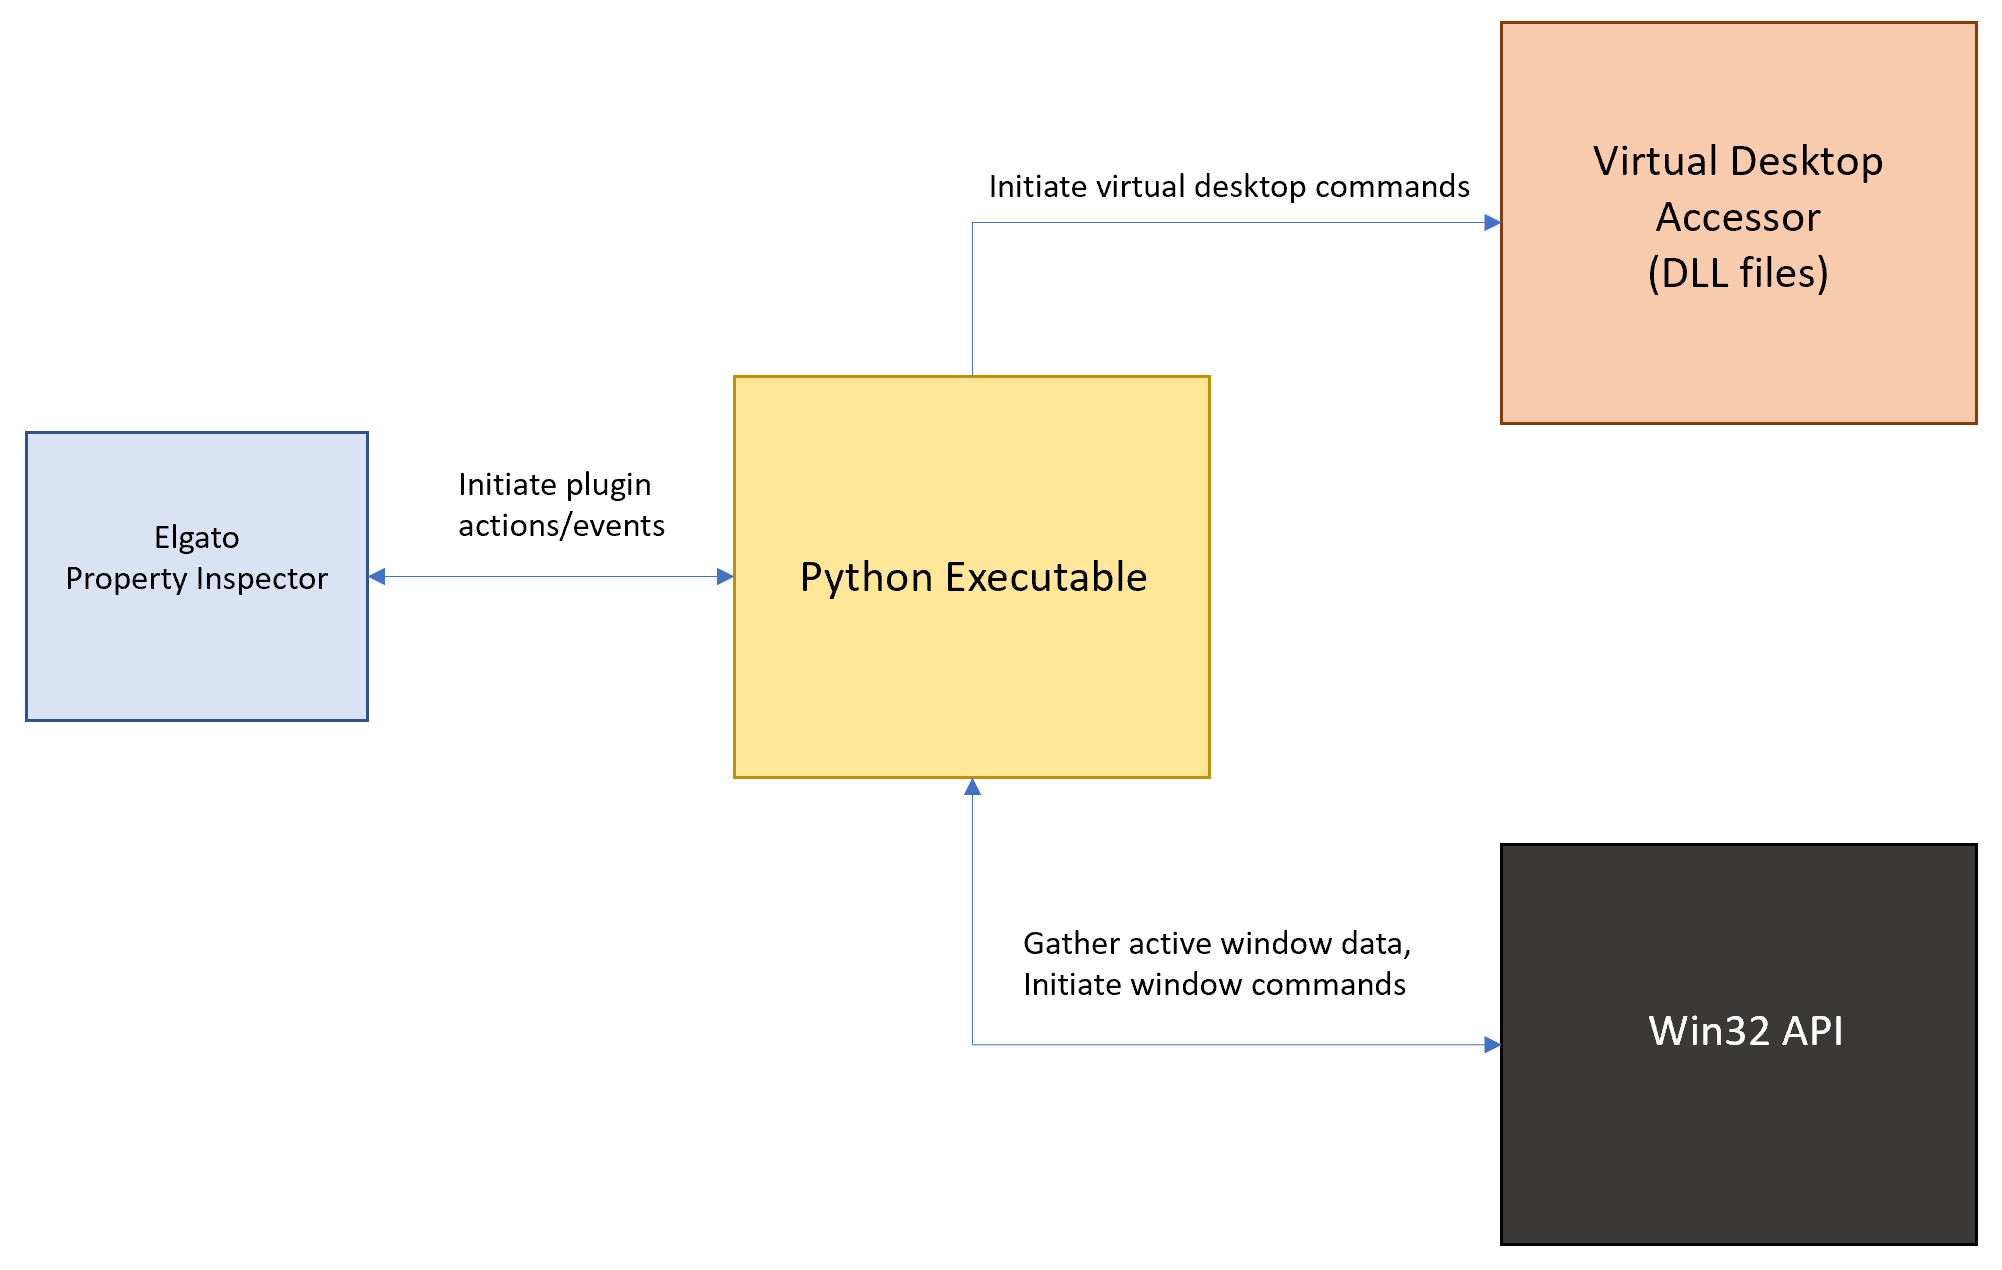 Virtual Desktop
Accessor
(DLL files)
Initiate virtual desktop commands
Initiate plugin
actions/events
Elgato
Property Inspector
Python Executable
Gather active window data,
Initiate window commands
Win32 API